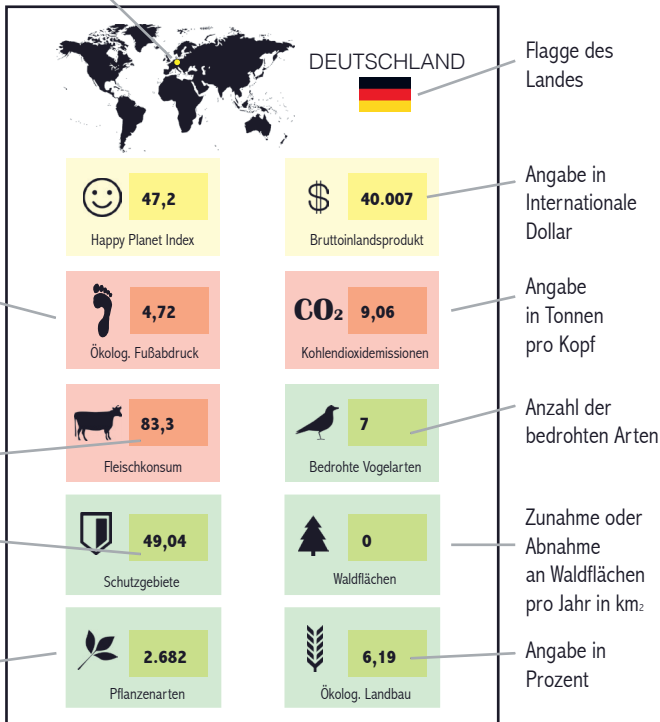 DEUTSCHLAND
Flagge des
Landes
47,2
Happy Planet Index
$
40.007
Bruttoinlandsprodukt
Angabe in
Internationale
Dollar
4,72
Ökolog. Fußabdruck
CO₂
9,06
Kohlendioxidemissionen
Angabe
in Tonnen
pro Kopf
83,3
Fleischkonsum
7
Bedrohte Vogelarten
Anzahl der
bedrohten Arten
49,04
Schutzgebiete
0
Waldflächen
Zunahme oder
Abnahme
an Waldflächen
pro Jahr in km₂
2.682
Pflanzenarten
6,19
Ökolog. Landbau
Angabe in
Prozent